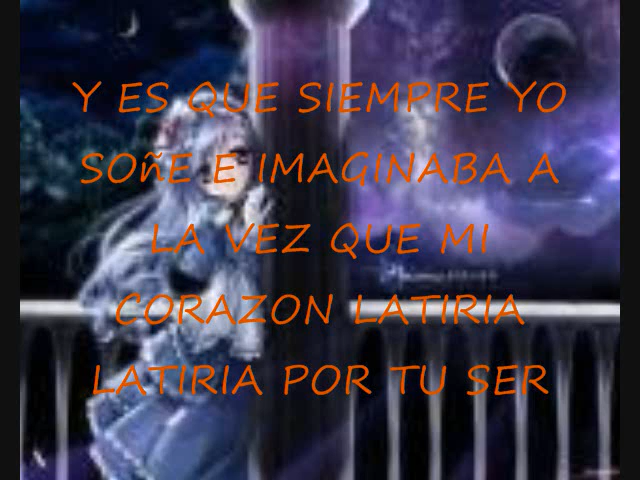 Y ES QUE SIEMPRE YO
SOñE E IMAGINABA A
LA VEZ QUE MI
CORAZON LATIRIA
LATIRIA POR TU SER